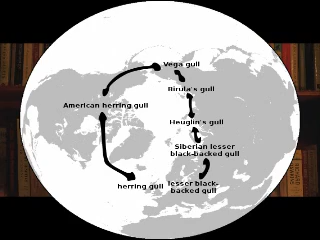 Vega gull
Birula's gull
American herring gull
Heuglin's gull
Siberian lesser
black-backed gull
herring gull
lesser black-
backed gull